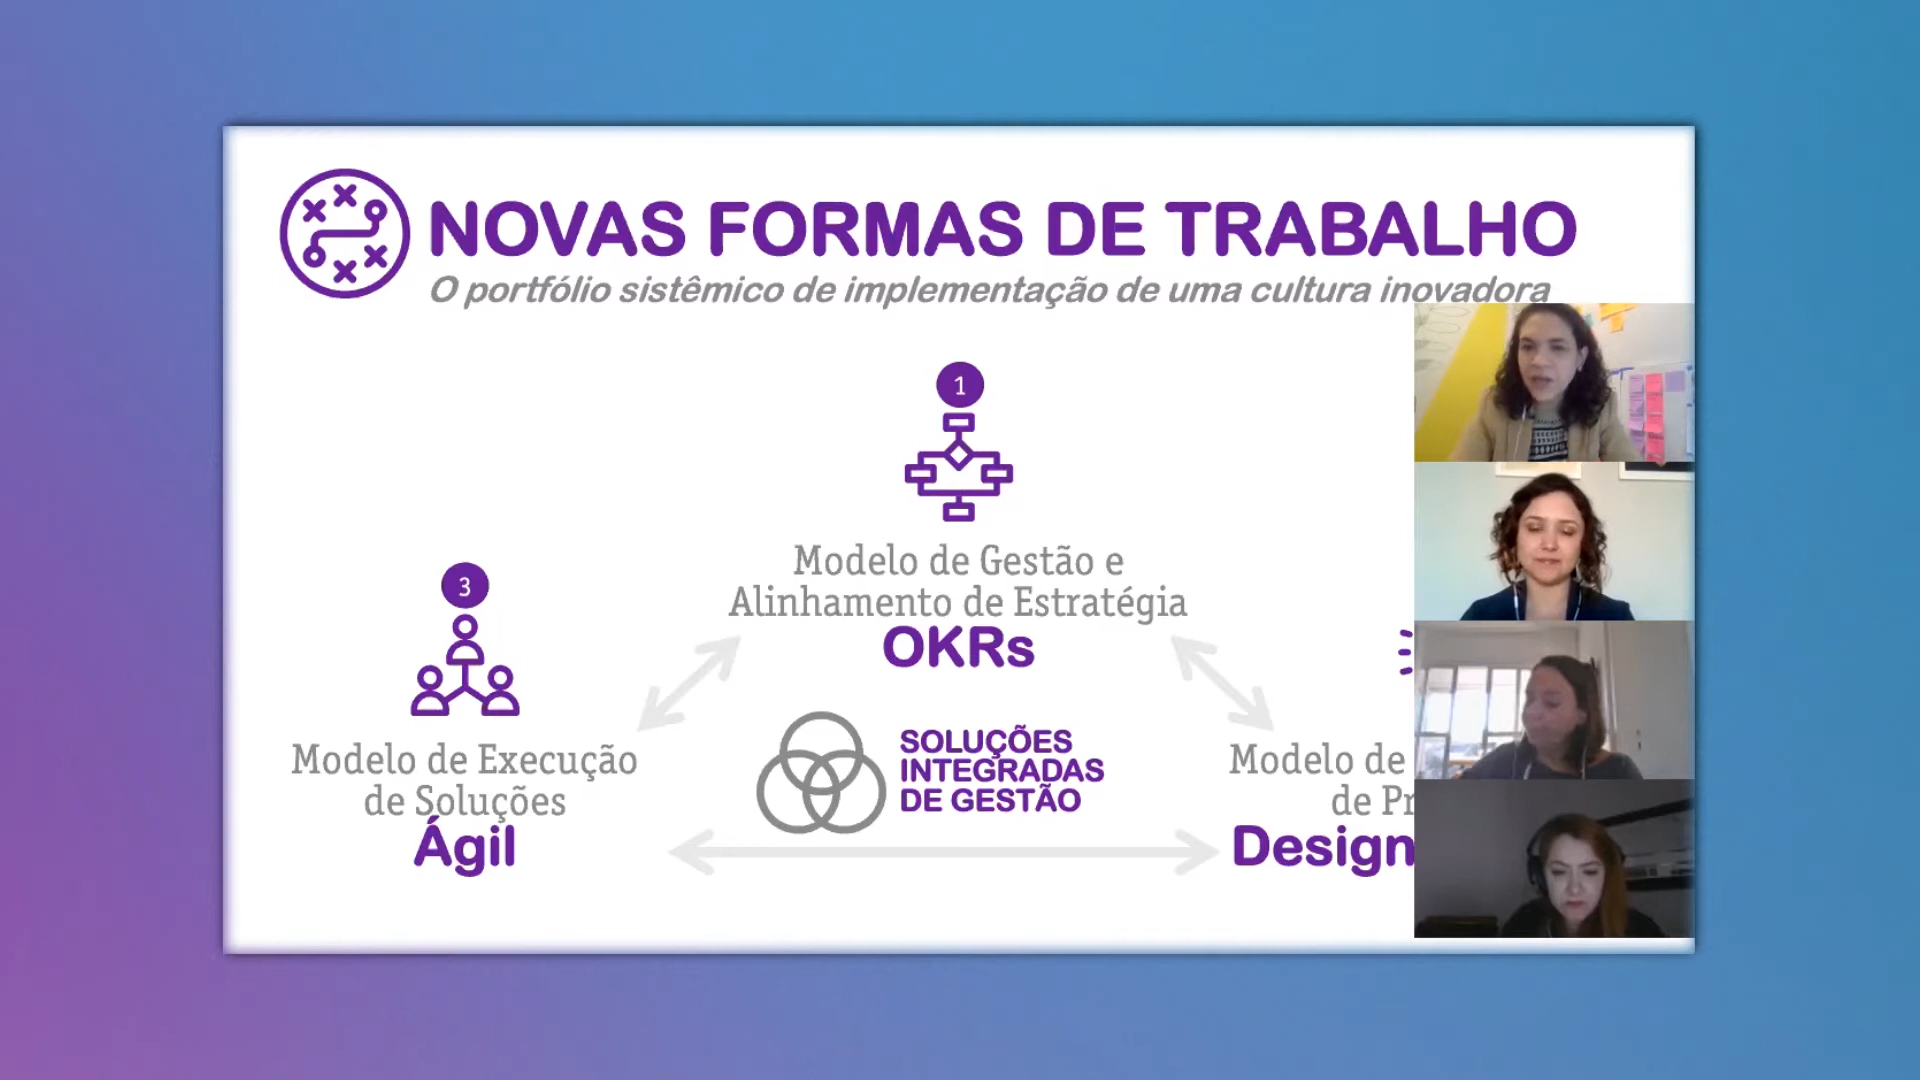 NOVAS FORMAS DE TRABALHO
O portfólio sistêmico de implementação de uma cultura inovadora
1
Modelo de Gestão e
Alinhamento de Estratégia
OKRs
3
Modelo de Execução
de Soluções
Ágil
SOLUÇÕES
INTEGRADAS
DE GESTÃO
Modelo de
de Pr
Design